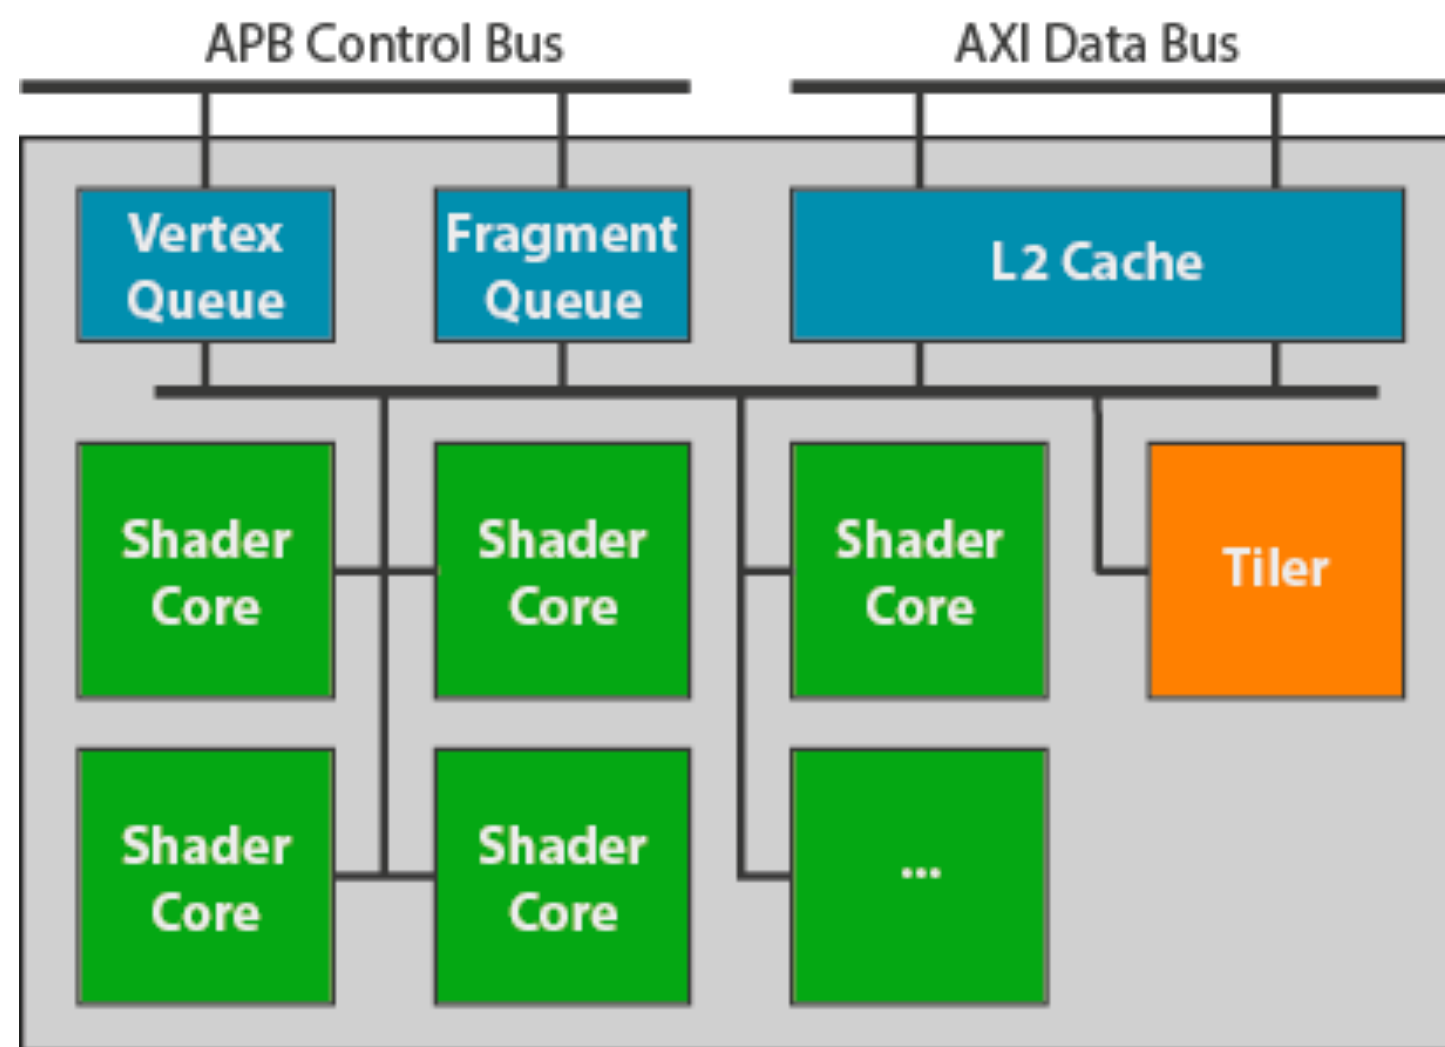 APB Control Bus
AXI Data Bus
Vertex
Queue
Fragment
Queue
L2 Cache
Shader
Core
Shader
Core
Shader
Core
Tiler
Shader
Core
Shader
Core
...